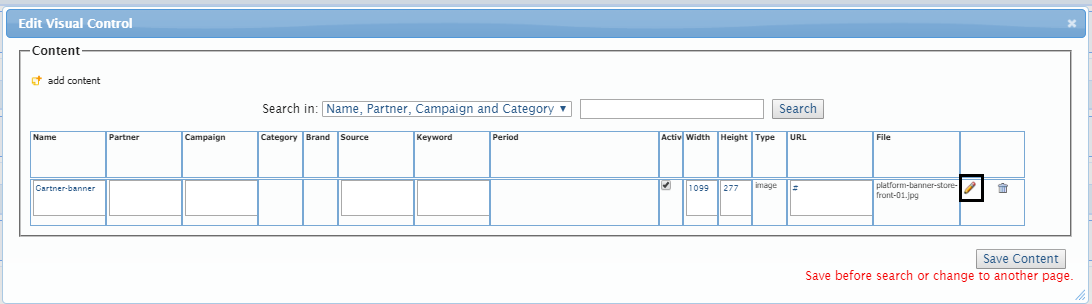 Edit Visual Control
Content
add content
Search in: Name, Partner, Campaign and Category Search
Name Partner Campaign Category Brand Source Keyword Period Activ Width Height Type URL File
Gartner-banner 1099 277 image # platform-banner-store-
front-01.jpg
Save Content
Save before search or change to another page.